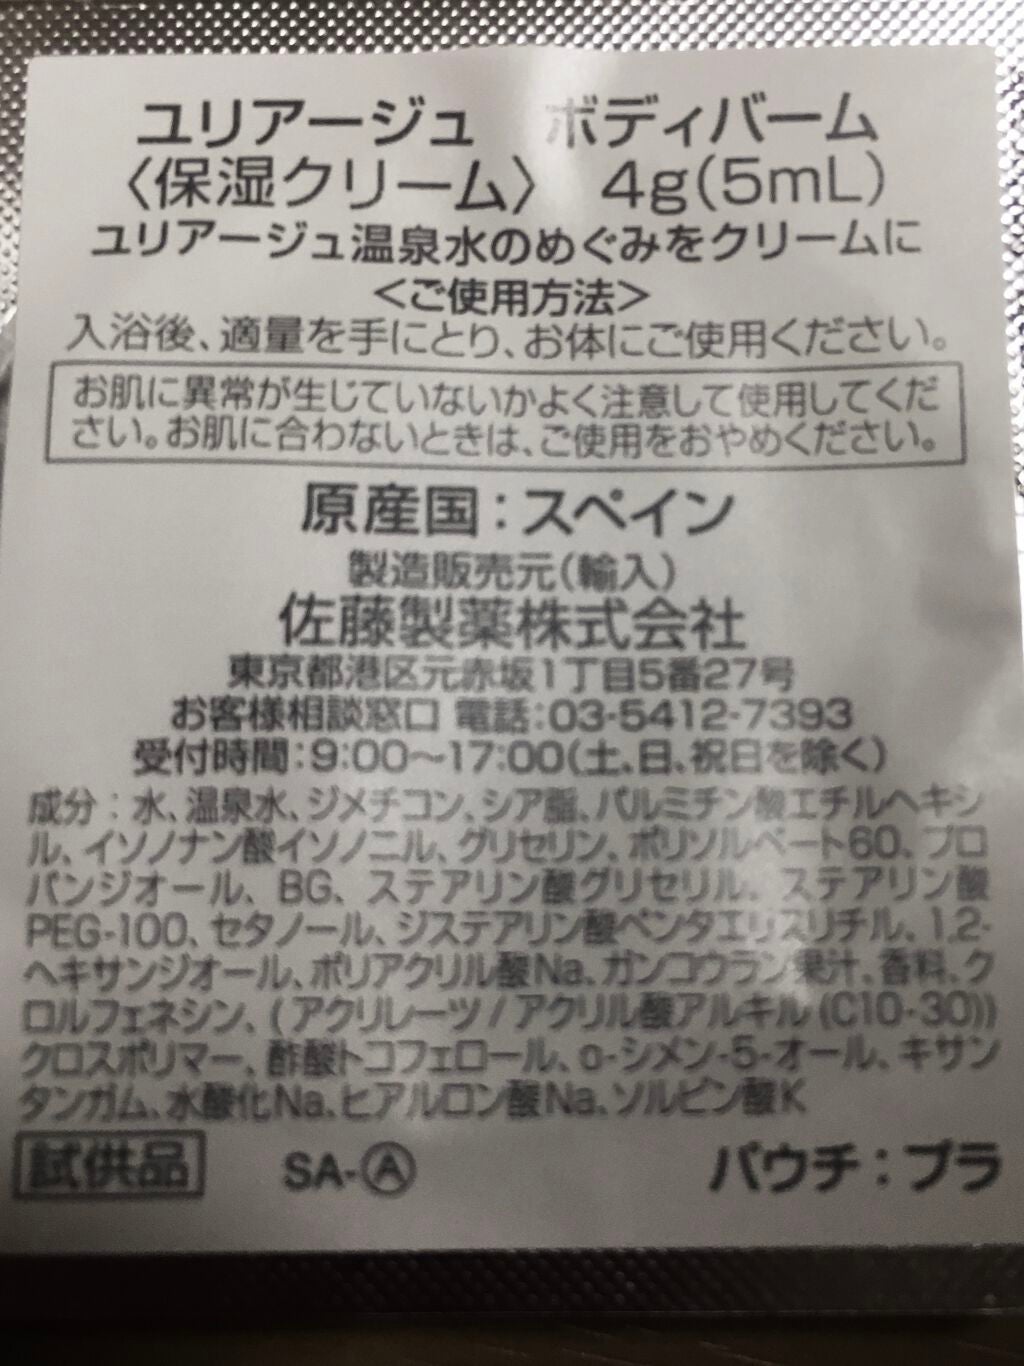 ユリアージュ　ボディバーム
〈保湿クリーム〉　4g(5mL)
ユリアージュ温泉水のめぐみをクリームに
<ご使用方法>
入浴後、適量を手にとり、お体にご使用ください。
お肌に異常が生じていないかよく注意して使用してくだ
さい。お肌に合わないときは、ご使用をおやめください。
原産国：スペイン
製造販売元(輸入)
佐藤製薬株式会社
東京都港区元赤坂1丁目5番27号
お客様相談窓口 電話：03-5412-7393
受付時間：9:00〜17:00(土、日、祝日を除く)
成分：水、温泉水、ジメチコン、シア脂、パルミチン酸エチルヘキシ
ル、イソノナン酸イソノニル、グリセリン、ポリソルベート60、プロ
パンジオール、BG、ステアリン酸グリセリル、ステアリン酸
PEG-100、セタノール、ジステアリン酸ペンタエリスリチル、1,2-
ヘキサンジオール、ポリアクリル酸Na、ガンコウラン果汁、香料、ク
ロルフェネシン、(アクリレーツ/アクリル酸アルキル(C10-30))
クロスポリマー、酢酸トコフェロール、o-シメン-5-オール、キサン
タンガム、水酸化Na、ヒアルロン酸Na、ソルビン酸K
試供品　SA-Ⓐ　パウチ：プラ